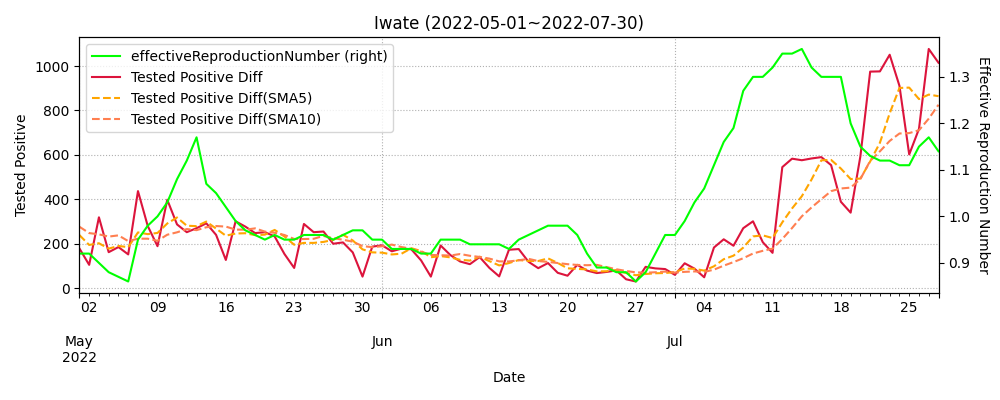 Iwate (2022-05-01~2022-07-30)
effectiveReproductionNumber (right)
Tested Positive Diff
Tested Positive Diff(SMA5)
Tested Positive Diff(SMA10)
Tested Positive
1000
800
600
400
200
0
Effective Reproduction Number
1.3
1.2
1.1
1.0
0.9
02 09 16 23 30 06 13 20 27 04 11 18 25
May Jun Jul
2022
Date